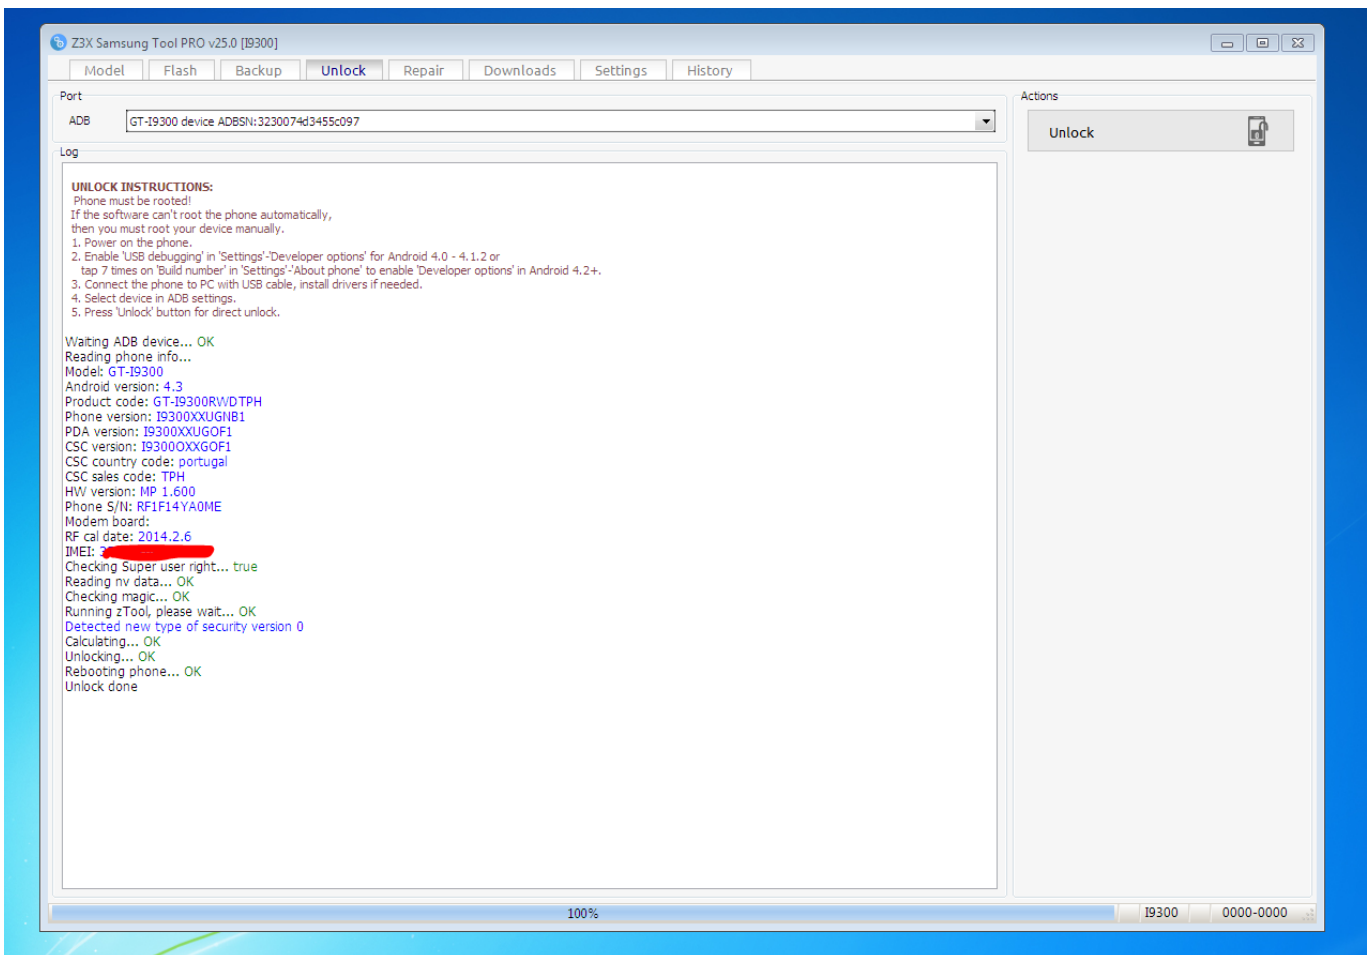 Z3X Samsung Tool PRO v25.0 [I9300]
Model Flash Backup Unlock Repair Downloads Settings History
Port
ADB GT-I9300 device ADBSN:3230074d3455c097
Actions
Unlock
Log
UNLOCK INSTRUCTIONS:
Phone must be rooted!
If the software can't root the phone automatically,
then you must root your device manually.
1. Power on the phone.
2. Enable 'USB debugging' in 'Settings'-'Developer options' for Android 4.0 - 4.1.2 or
tap 7 times on 'Build number' in 'Settings'-'About phone' to enable 'Developer options' in Android 4.2+.
3. Connect the phone to PC with USB cable, install drivers if needed.
4. Select device in ADB settings.
5. Press 'Unlock' button for direct unlock.
Waiting ADB device... OK
Reading phone info...
Model: GT-I9300
Android version: 4.3
Product code: GT-I9300RWDTPH
Phone version: I9300XXUGNB1
PDA version: I9300XXUGOF1
CSC version: I9300OXXGOF1
CSC country code: portugal
CSC sales code: TPH
HW version: MP 1.600
Phone S/N: RF1F14YA0ME
Modem board:
RF cal date: 2014.2.6
IMEI:
Checking Super user right... true
Reading nv data... OK
Checking magic... OK
Running zTool, please wait... OK
Detected new type of security version 0
Calculating... OK
Unlocking... OK
Rebooting phone... OK
Unlock done
100%
I9300 0000-0000